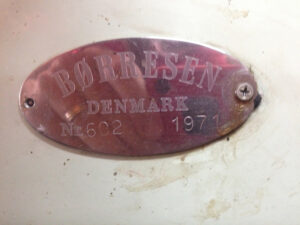 BØRRESEN
DENMARK
Nr. 602 1971